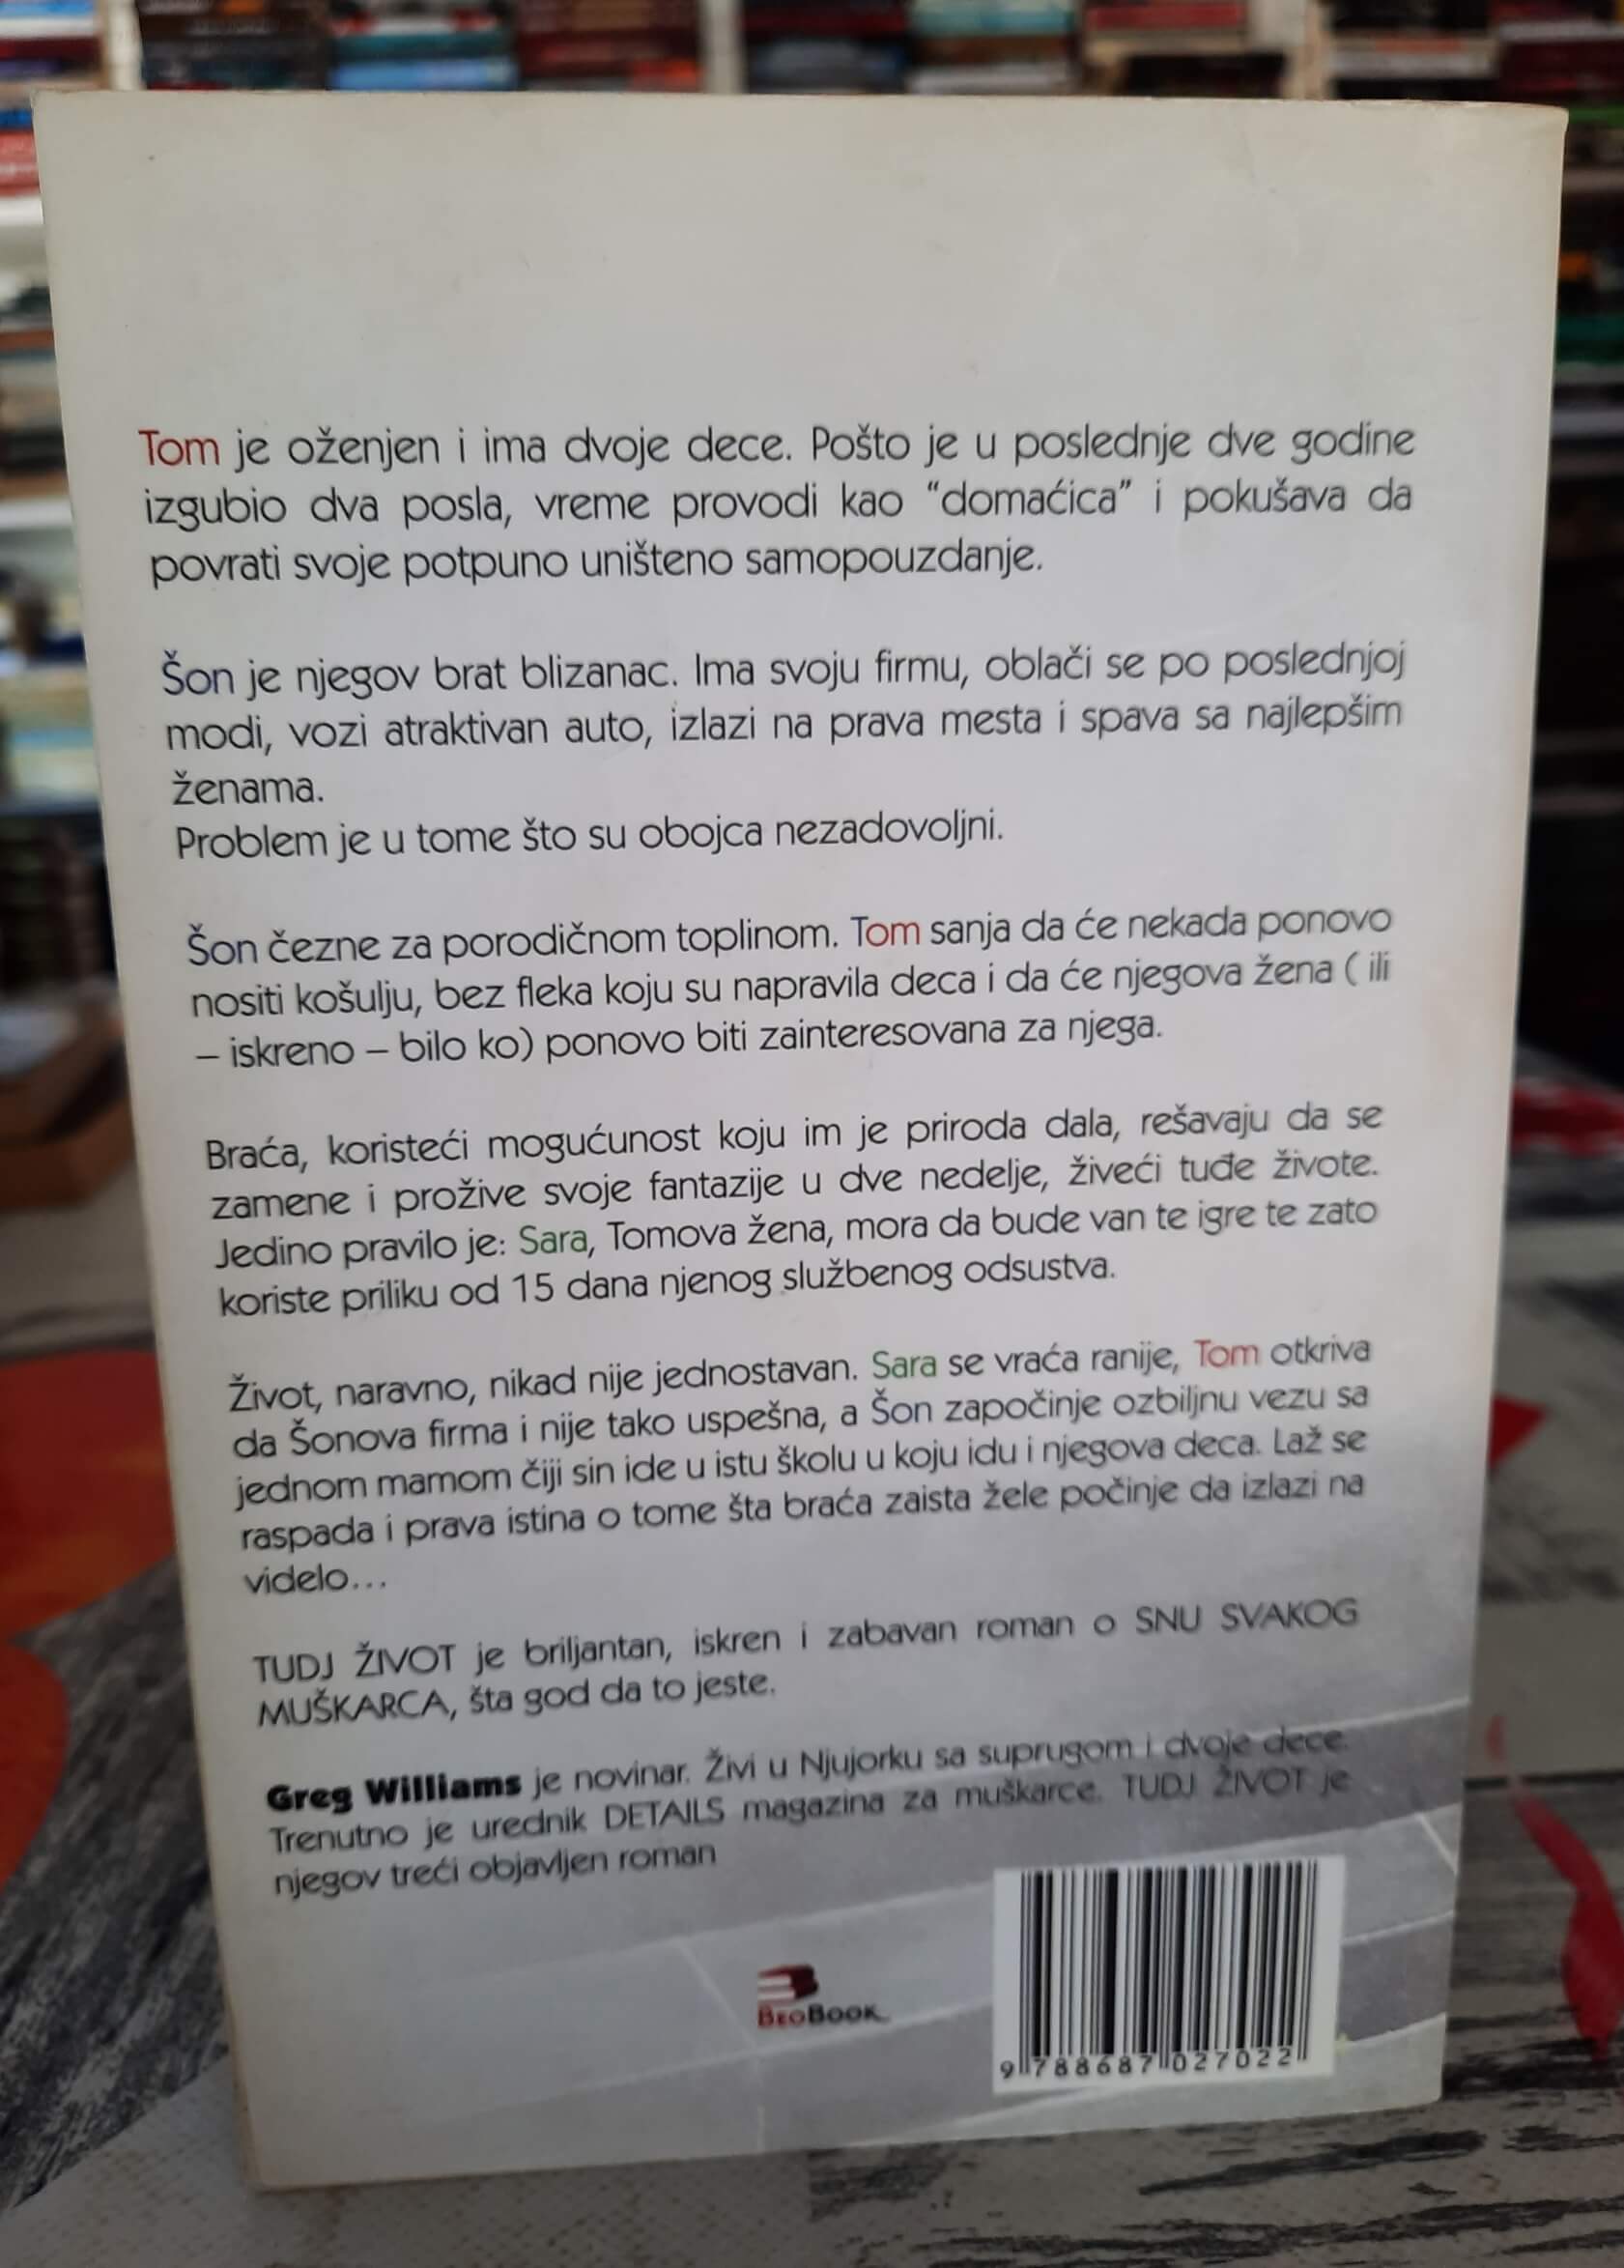 Tom je oženjen i ima dvoje dece. Pošto je u poslednje dve godine
izgubio dva posla, vreme provodi kao “domaćica” i pokušava da
povrati svoje potpuno uništeno samopouzdanje.
Šon je njegov brat blizanac. Ima svoju firmu, oblači se po poslednjoj
modi, vozi atraktivan auto, izlazi na prava mesta i spava sa najlepšim
ženama.
Problem je u tome što su obojca nezadovoljni.
Šon čezne za porodičnom toplinom. Tom sanja da će nekada ponovo
nositi košulju, bez fleka koju su napravila deca i da će njegova žena ( ili
– iskreno – bilo ko) ponovo biti zainteresovana za njega.
Braća, koristeći mogućunost koju im je priroda dala, rešavaju da se
zamene i prožive svoje fantazije u dve nedelje, živeći tuđe živote.
Jedino pravilo je: Sara, Tomova žena, mora da bude van te igre te zato
koriste priliku od 15 dana njenog službenog odsustva.
Život, naravno, nikad nije jednostavan. Sara se vraća ranije, Tom otkriva
da Šonova firma i nije tako uspešna, a Šon započinje ozbiljnu vezu sa
jednom mamom čiji sin ide u istu školu u koju idu i njegova deca. Laž se
raspada i prava istina o tome šta braća zaista žele počinje da izlazi na
videlo...
TUDJ ŽIVOT je briljantan, iskren i zabavan roman o SNU SVAKOG
MUŠKARCA, šta god da to jeste.
Greg Williams je novinar. Živi u Njujorku sa suprugom i dvoje dece.
Trenutno je urednik DETAILS magazina za muškarce. TUDJ ŽIVOT je
njegov treći objavljen roman
BEOBOOK
9 788687 027022